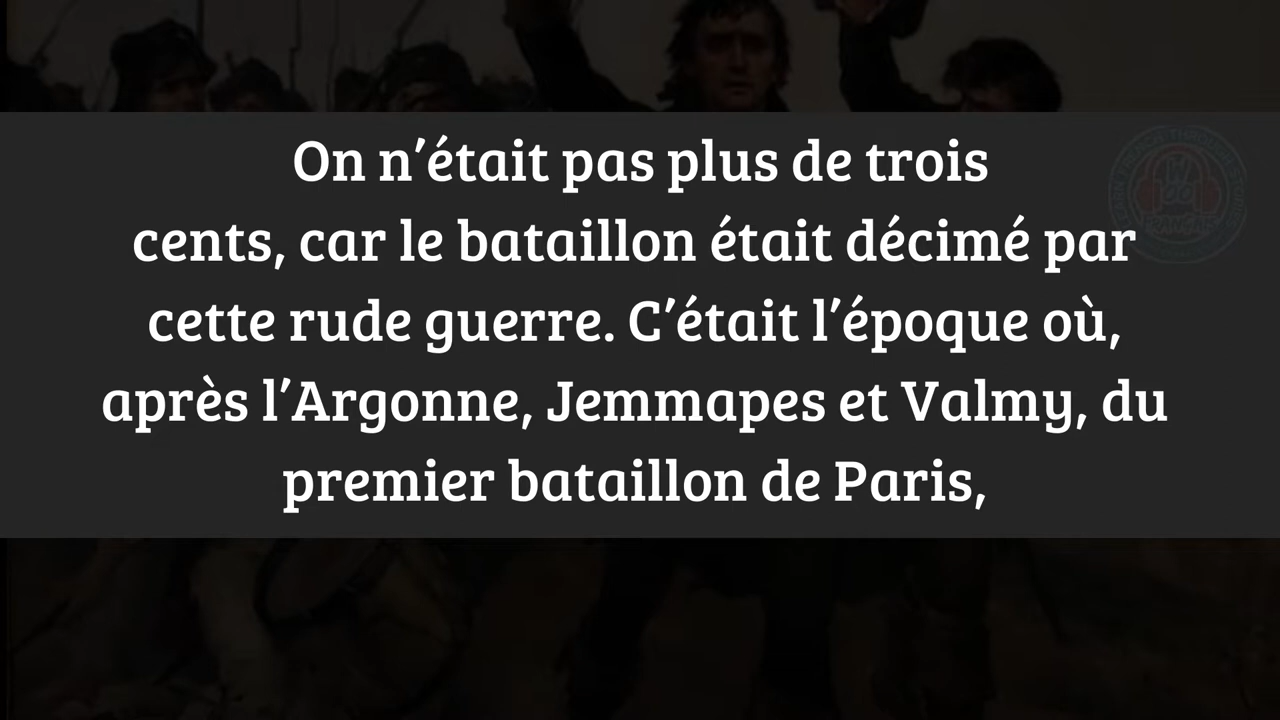 On n’était pas plus de trois
cents, car le bataillon était décimé par
cette rude guerre. C’était l’époque où,
après l’Argonne, Jemmapes et Valmy, du
premier bataillon de Paris,